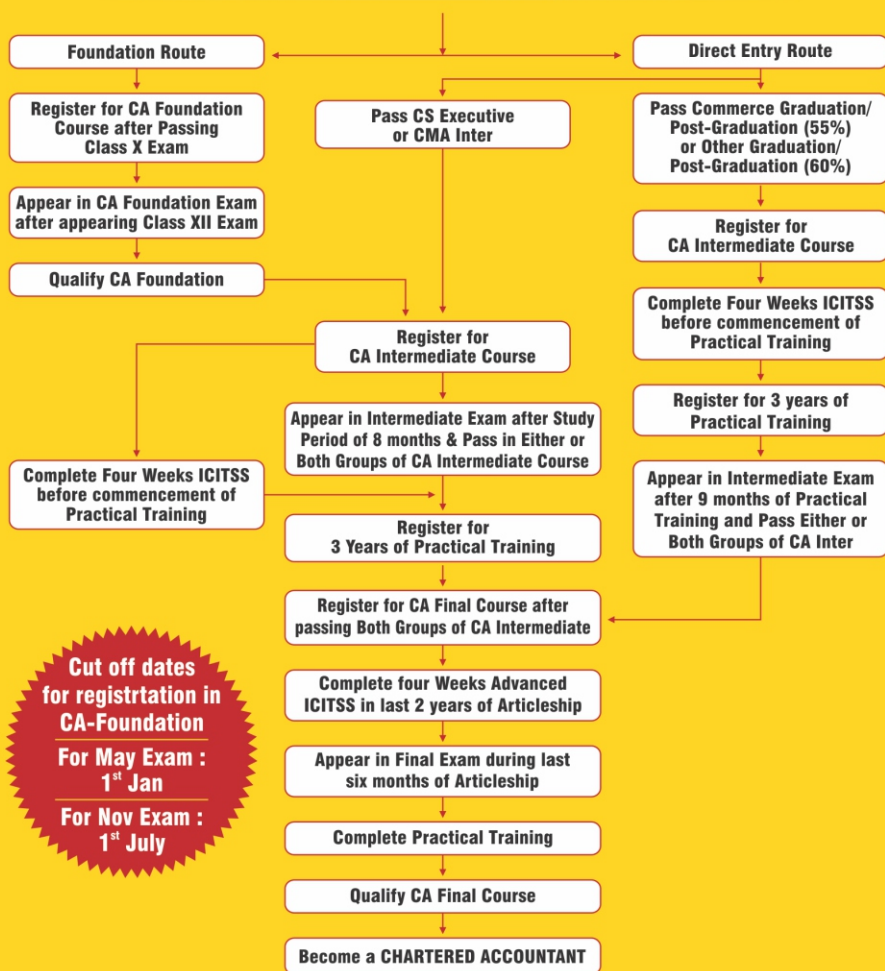 Foundation Route
Direct Entry Route
Register for CA Foundation
Course after Passing
Class X Exam
Pass CS Executive
or CMA Inter
Pass Commerce Graduation/
Post-Graduation (55%)
or Other Graduation/
Post-Graduation (60%)
Appear in CA Foundation Exam
after appearing Class XII Exam
Register for
CA Intermediate Course
Qualify CA Foundation
Complete Four Weeks ICITSS
before commencement of
Practical Training
Register for
CA Intermediate Course
Register for 3 years of
Practical Training
Appear in Intermediate Exam after Study
Period of 8 months & Pass in Either or
Both Groups of CA Intermediate Course
Complete Four Weeks ICITSS
before commencement of
Practical Training
Appear in Intermediate Exam
after 9 months of Practical
Training and Pass Either or
Both Groups of CA Inter
Register for
3 Years of Practical Training
Register for CA Final Course after
passing Both Groups of CA Intermediate
Cut off dates
for registrtation in
CA-Foundation
For May Exam :
1st Jan
For Nov Exam :
1st July
Complete four Weeks Advanced
ICITSS in last 2 years of Articleship
Appear in Final Exam during last
six months of Articleship
Complete Practical Training
Qualify CA Final Course
Become a CHARTERED ACCOUNTANT